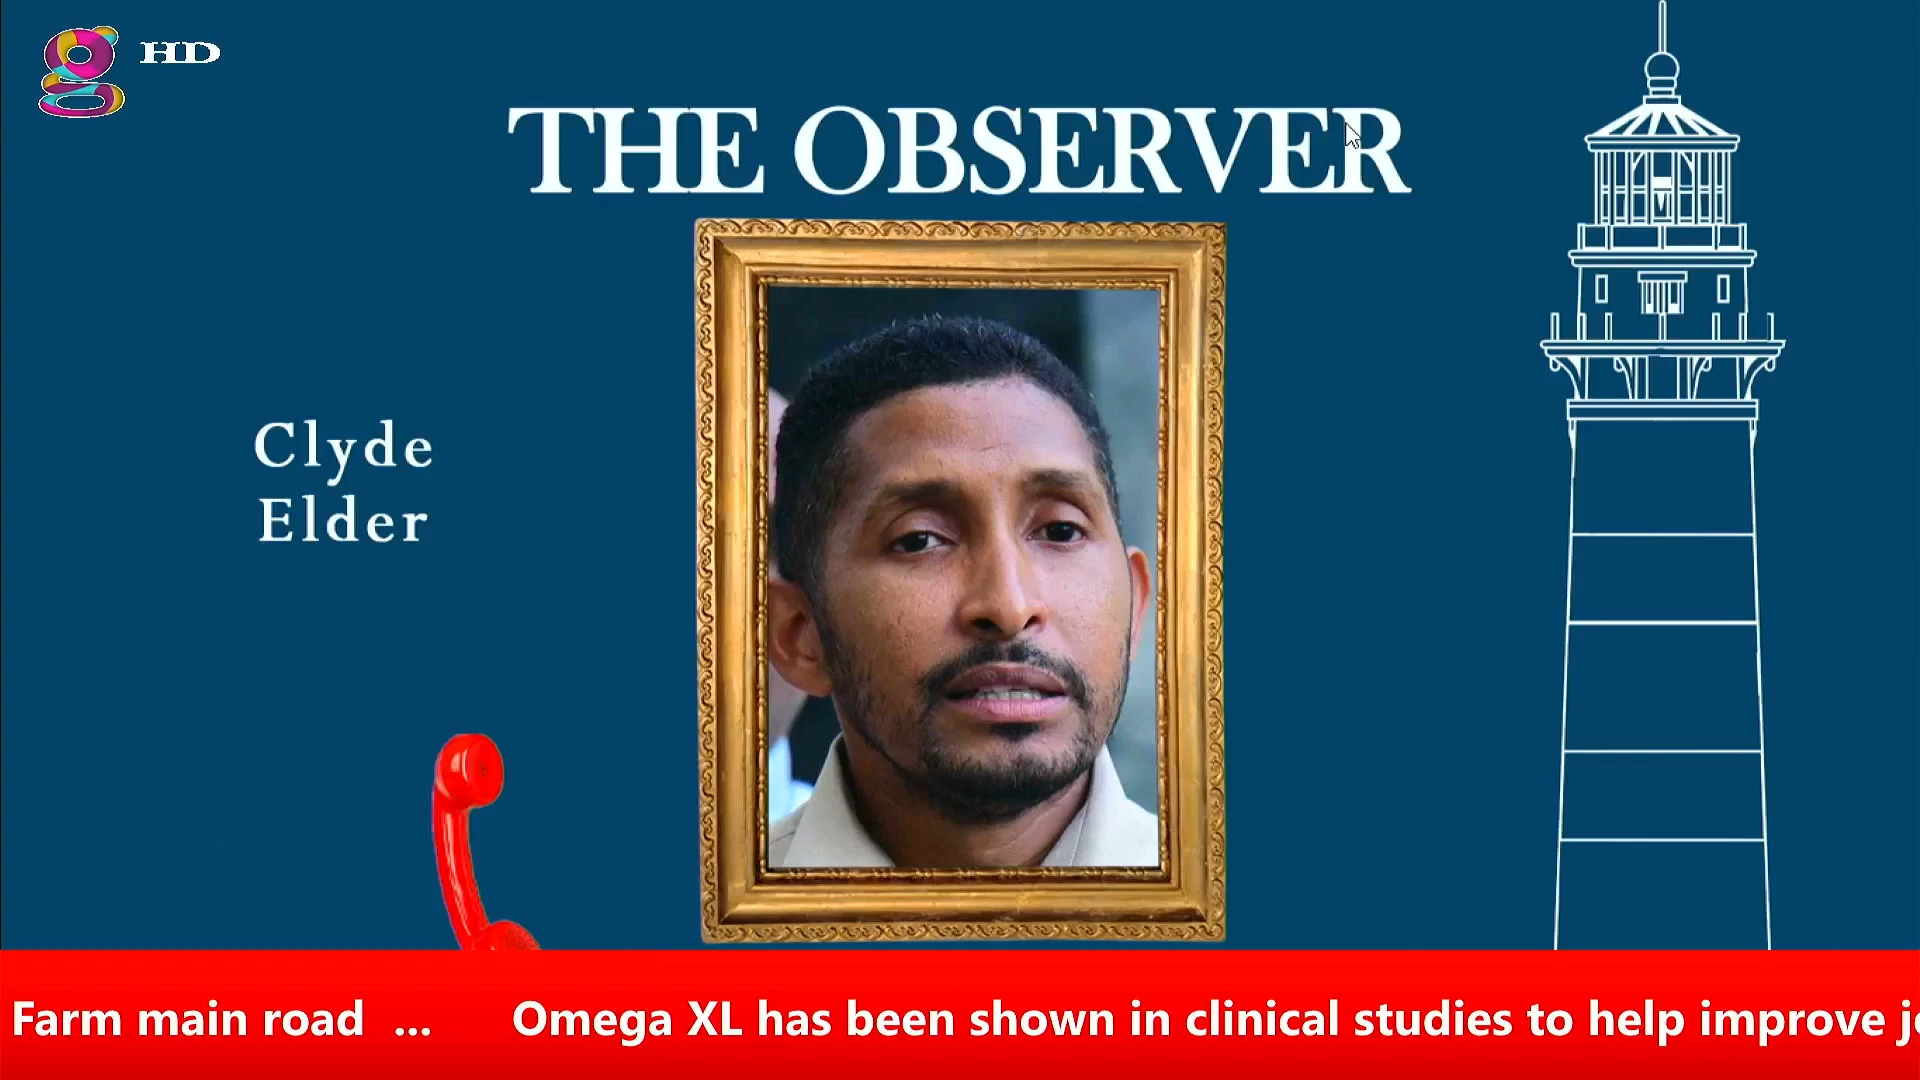 g HD
THE OBSERVER
Clyde
Elder
Farm main road ... Omega XL has been shown in clinical studies to help improve